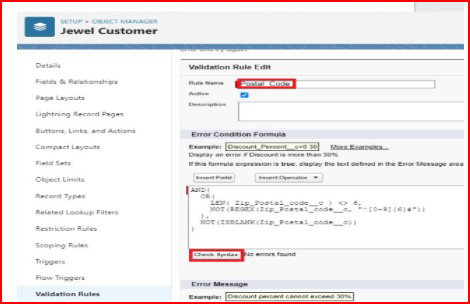 SETUP > OBJECT MANAGER
Jewel Customer
Details
Fields & Relationships
Page Layouts
Lightning Record Pages
Buttons, Links, and Actions
Compact Layouts
Field Sets
Object Limits
Record Types
Related Lookup Filters
Restriction Rules
Scoping Rules
Triggers
Flow Triggers
Validation Rules
Validation Rule Edit
Rule Name Postal_Code
Active
Description
Error Condition Formula
Example: Discount_Percent__c>0.30 More Examples...
Display an error if Discount is more than 30%
If this formula expression is true, display the text defined in the Error Message area
Insert Field Insert Operator
AND(
OR(
LEN( Zip_Postal_code__c ) <> 6,
NOT(REGEX(Zip_Postal_code__c, "^[0-9]{6}$"))
),
NOT(ISBLANK(Zip_Postal_code__c))
)
Check Syntax No errors found
Error Message
Example: Discount percent cannot exceed 30%